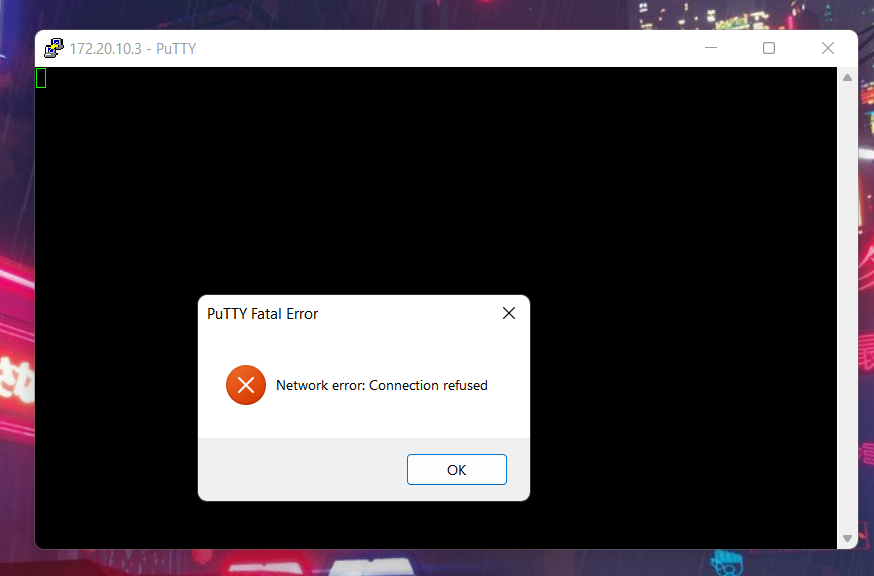 172.20.10.3 - PuTTY
PuTTY Fatal Error
Network error: Connection refused
OK